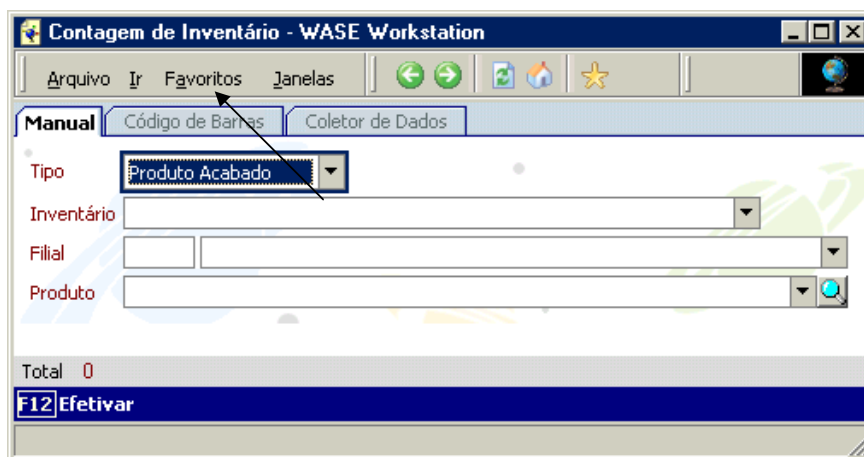 Contagem de Inventário - WASE Workstation
Arquivo Ir Favoritos Janelas
Manual Código de Barras Coletor de Dados
Tipo Produto Acabado
Inventário
Filial
Produto
Total 0
F12 Efetivar